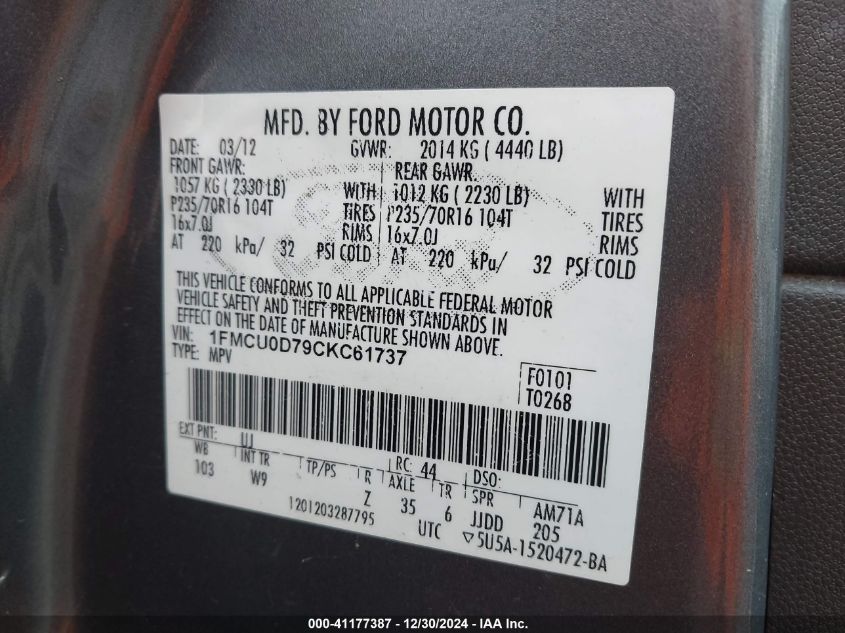 MFD. BY FORD MOTOR CO.
DATE: 03/12 GVWR: 2014 KG ( 4440 LB)
FRONT GAWR: REAR GAWR:
1057 KG ( 2330 LB) WITH 1012 KG ( 2230 LB) WITH
P235/70R16 104T TIRES P235/70R16 104T TIRES
16x7.0J RIMS 16x7.0J RIMS
AT 220 kPa/ 32 PSI COLD AT 220 kPa/ 32 PSI COLD
THIS VEHICLE CONFORMS TO ALL APPLICABLE FEDERAL MOTOR
VEHICLE SAFETY AND THEFT PREVENTION STANDARDS IN
EFFECT ON THE DATE OF MANUFACTURE SHOWN ABOVE.
VIN: 1FMCU0D79CKC61737
TYPE: MPV
F0101
T0268
EXT PNT: UJ RC: 44 DSO:
WB INT TR TP/PS R AXLE TR SPR AM71A
103 W9 Z 35 6 JJDD 205
1201203287795 UTC ▽5U5A-1520472-BA
000-41177387 - 12/30/2024 - IAA Inc.